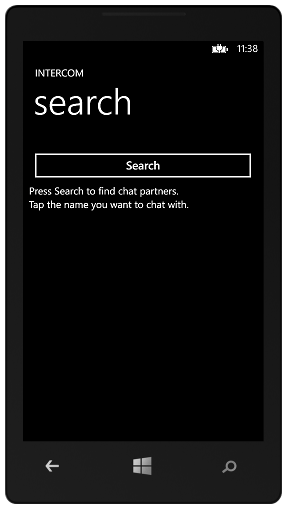 11:38
INTERCOM
search
Search
Press Search to find chat partners.
Tap the name you want to chat with.